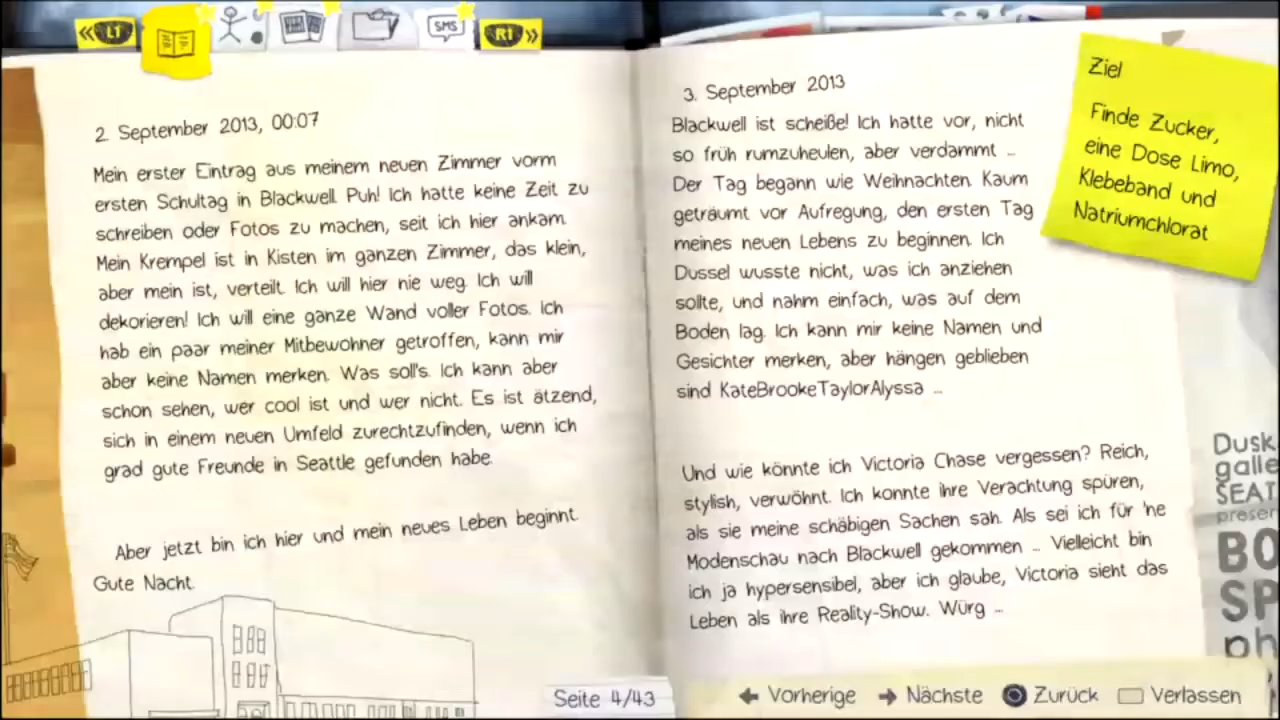 LT
SMS
R1
2. September 2013, 00:07
Mein erster Eintrag aus meinem neuen Zimmer vorm
ersten Schultag in Blackwell. Puh! Ich hatte keine Zeit zu
schreiben oder Fotos zu machen, seit ich hier ankam.
Mein Krempel ist in Kisten im ganzen Zimmer, das klein,
aber mein ist, verteilt. Ich will hier nie weg. Ich will
dekorieren! Ich will eine ganze Wand voller Fotos. Ich
hab ein paar meiner Mitbewohner getroffen, kann mir
aber keine Namen merken. Was soll's. Ich kann aber
schon sehen, wer cool ist und wer nicht. Es ist ätzend,
sich in einem neuen Umfeld zurechtzufinden, wenn ich
grad gute Freunde in Seattle gefunden habe.
Aber jetzt bin ich hier und mein neues Leben beginnt.
Gute Nacht.
3. September 2013
Blackwell ist scheiße! Ich hatte vor, nicht
so früh rumzuheulen, aber verdammt ...
Der Tag begann wie Weihnachten. Kaum
geträumt vor Aufregung, den ersten Tag
meines neuen Lebens zu beginnen. Ich
Dussel wusste nicht, was ich anziehen
sollte, und nahm einfach, was auf dem
Boden lag. Ich kann mir keine Namen und
Gesichter merken, aber hängen geblieben
sind KateBrookeTaylorAlyssa ...
Und wie könnte ich Victoria Chase vergessen? Reich,
stylish, verwöhnt. Ich konnte ihre Verachtung spüren,
als sie meine schäbigen Sachen sah. Als sei ich für 'ne
Modenschau nach Blackwell gekommen ... Vielleicht bin
ich ja hypersensibel, aber ich glaube, Victoria sieht das
Leben als ihre Reality-Show. Würg ...
Ziel
Finde Zucker,
eine Dose Limo,
Klebeband und
Natriumchlorat
Dusk
galle
SEAT
presen
BO
SP
ph
Seite 4/43
Vorherige Nächste Zurück Verlassen